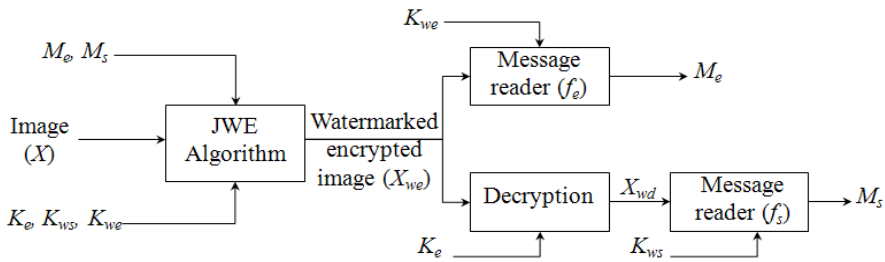 K_we
M_e, M_s
Message
reader (f_e)
M_e
Image
(X)
JWE
Algorithm
Watermarked
encrypted
image (X_we)
Decryption
X_wd
Message
reader (f_s)
M_s
K_e, K_ws, K_we
K_e
K_ws